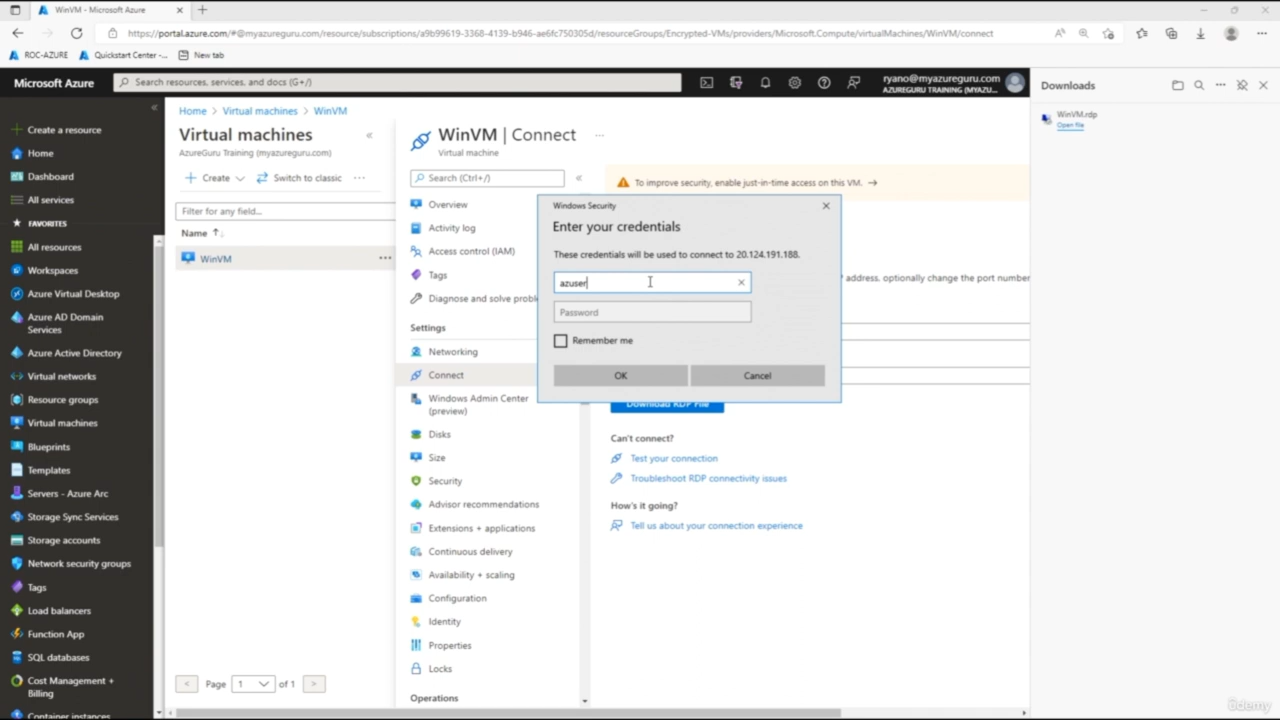 WinVM - Microsoft Azure
https://portal.azure.com/#@myazureguru.com/resource/subscriptions/a9b99619-3368-4139-b946-ae6fc750305d/resourceGroups/Encrypted-VMs/providers/Microsoft.Compute/virtualMachines/WinVM/connect
ROC-AZURE
Quickstart Center -...
New tab
Microsoft Azure
Search resources, services, and docs (G+/)
ryano@myazureguru.com
AZUREGURU TRAINING (MYAZU...
Create a resource
Home
Dashboard
All services
FAVORITES
All resources
Workspaces
Azure Virtual Desktop
Azure AD Domain
Services
Azure Active Directory
Virtual networks
Resource groups
Virtual machines
Blueprints
Templates
Servers - Azure Arc
Storage Sync Services
Storage accounts
Network security groups
Tags
Load balancers
Function App
SQL databases
Cost Management +
Billing
Container instances
Home > Virtual machines > WinVM
Virtual machines
AzureGuru Training (myazureguru.com)
Create
Switch to classic
Filter for any field...
Name
WinVM
Page 1 of 1
WinVM | Connect
Virtual machine
Search (Ctrl+/)
Overview
Activity log
Access control (IAM)
Tags
Diagnose and solve proble
Settings
Networking
Connect
Windows Admin Center
(preview)
Disks
Size
Security
Advisor recommendations
Extensions + applications
Continuous delivery
Availability + scaling
Configuration
Identity
Properties
Locks
Operations
To improve security, enable just-in-time access on this VM.
address, optionally change the port number
Windows Security
Enter your credentials
These credentials will be used to connect to 20.124.191.188.
azuser
Password
Remember me
OK
Cancel
Download RDP File
Can't connect?
Test your connection
Troubleshoot RDP connectivity issues
How's it going?
Tell us about your connection experience
Downloads
WinVM.rdp
Open file
ûdemy